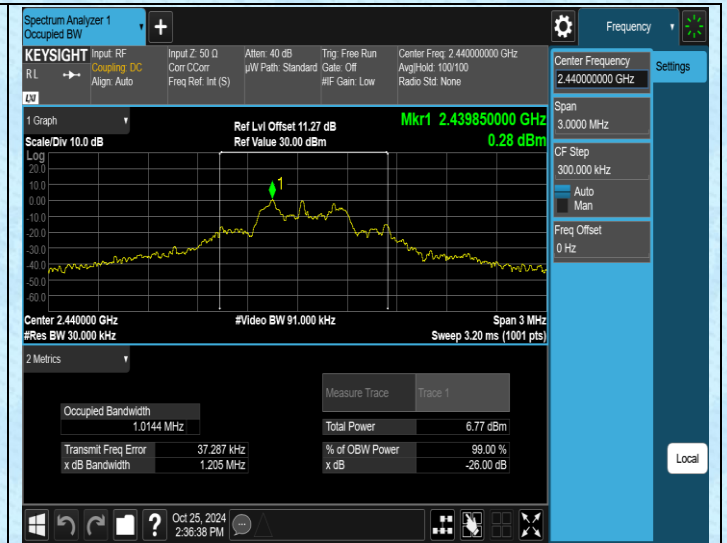 Spectrum Analyzer 1
Occupied BW
+
Frequency
KEYSIGHT
RL
LXI
Input: RF
Coupling: DC
Align: Auto
Input Z: 50 Ω
Corr CCorr
Freq Ref: Int (S)
Atten: 40 dB
µW Path: Standard
Trig: Free Run
Gate: Off
#IF Gain: Low
Center Freq: 2.440000000 GHz
Avg|Hold: 100/100
Radio Std: None
Center Frequency
2.440000000 GHz
Settings
Span
3.0000 MHz
CF Step
300.000 kHz
Auto
Man
Freq Offset
0 Hz
1 Graph
Scale/Div 10.0 dB
Ref Lvl Offset 11.27 dB
Ref Value 30.00 dBm
Mkr1 2.439850000 GHz
0.28 dBm
Log
20.0
10.0
0.00
-10.0
-20.0
-30.0
-40.0
-50.0
-60.0
1
Center 2.440000 GHz
#Res BW 30.000 kHz
#Video BW 91.000 kHz
Span 3 MHz
Sweep 3.20 ms (1001 pts)
2 Metrics
Measure Trace Trace 1
Occupied Bandwidth
1.0144 MHz
Total Power 6.77 dBm
Transmit Freq Error 37.287 kHz
% of OBW Power 99.00 %
x dB Bandwidth 1.205 MHz
x dB -26.00 dB
Local
?
Oct 25, 2024
2:36:38 PM